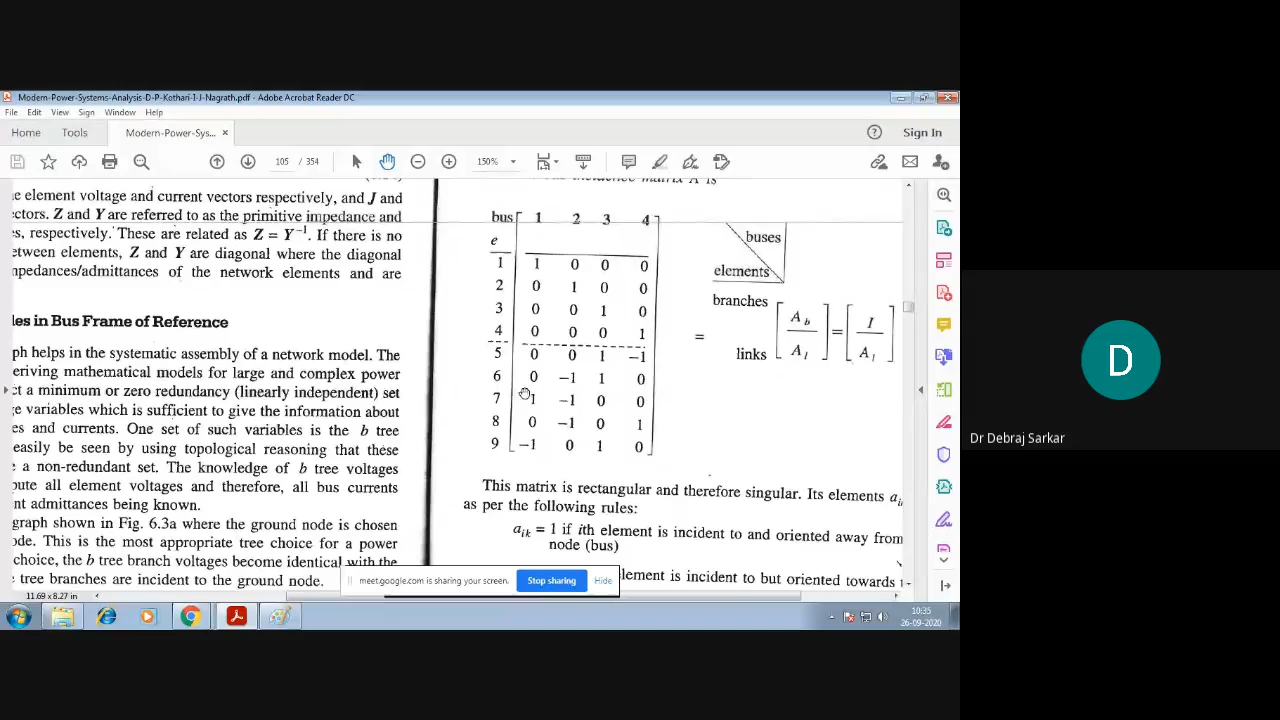 Modern-Power-Systems-Analysis-D-P-Kothari-I-J-Nagrath.pdf - Adobe Acrobat Reader DC
File Edit View Sign Window Help
Home Tools Modern-Power-Sys... × Sign In
105 / 354 150%
e element voltage and current vectors respectively, and J and
ectors. Z and Y are referred to as the primitive impedance and
es, respectively. These are related as Z = Y⁻¹. If there is no
etween elements, Z and Y are diagonal where the diagonal
npedances/admittances of the network elements and are
les in Bus Frame of Reference
ph helps in the systematic assembly of a network model. The
eriving mathematical models for large and complex power
ct a minimum or zero redundancy (linearly independent) set
e variables which is sufficient to give the information about
es and currents. One set of such variables is the b tree
easily be seen by using topological reasoning that these
e a non-redundant set. The knowledge of b tree voltages
pute all element voltages and therefore, all bus currents
nt admittances being known.
graph shown in Fig. 6.3a where the ground node is chosen
ode. This is the most appropriate tree choice for a power
choice, the b tree branch voltages become identical with the
tree branches are incident to the ground node.
incidence matrix A is
bus 1 2 3 4
e
1 1 0 0 0
2 0 1 0 0
3 0 0 1 0
4 0 0 0 1
5 0 0 1 −1
6 0 −1 1 0
7 1 −1 0 0
8 0 −1 0 1
9 −1 0 1 0
buses
elements
branches
links
=
A_b
A_l
=
I
A_l
This matrix is rectangular and therefore singular. Its elements a_i
as per the following rules:
a_ik = 1 if ith element is incident to and oriented away from
node (bus)
element is incident to but oriented towards t
meet.google.com is sharing your screen. Stop sharing Hide
11.69 x 8.27 in
10:35
26-09-2020
D
Dr Debraj Sarkar